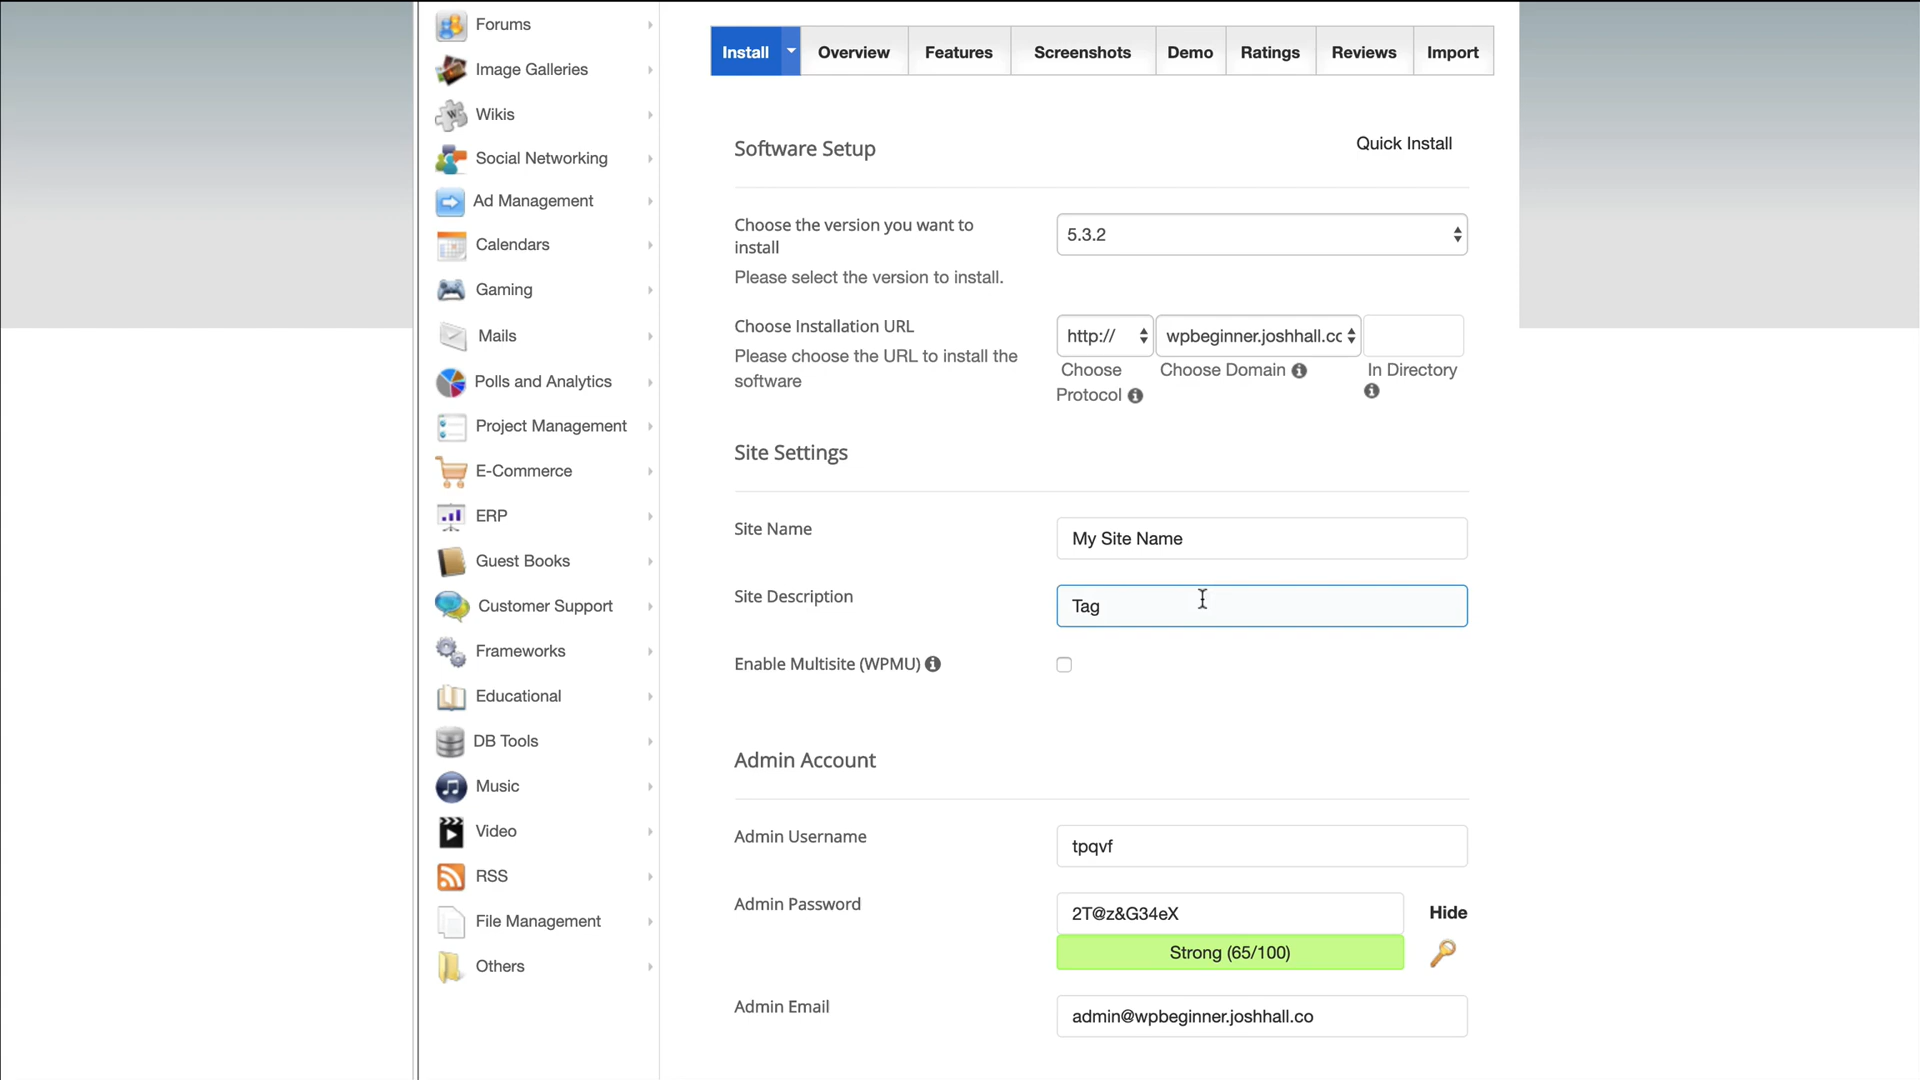 Forums
Image Galleries
Wikis
Social Networking
Ad Management
Calendars
Gaming
Mails
Polls and Analytics
Project Management
E-Commerce
ERP
Guest Books
Customer Support
Frameworks
Educational
DB Tools
Music
Video
RSS
File Management
Others
Install Overview Features Screenshots Demo Ratings Reviews Import
Software Setup Quick Install
Choose the version you want to
install
5.3.2
Please select the version to install.
Choose Installation URL
http:// wpbeginner.joshhall.cc
Please choose the URL to install the
software
Choose
Protocol
Choose Domain
In Directory
Site Settings
Site Name My Site Name
Site Description Tag
Enable Multisite (WPMU)
Admin Account
Admin Username tpqvf
Admin Password 2T@z&G34eX Hide
Strong (65/100)
Admin Email admin@wpbeginner.joshhall.co